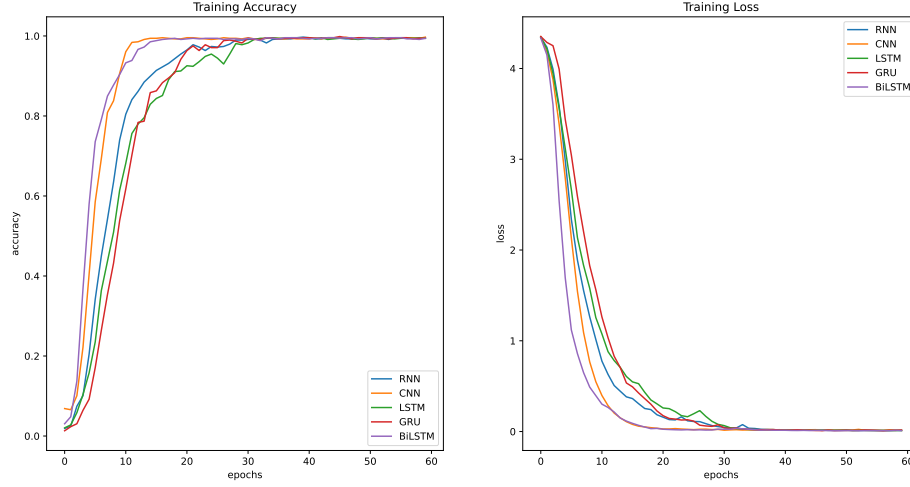 Training Accuracy
1.0
0.8
0.6
0.4
0.2
0.0
accuracy
0 10 20 30 40 50 60
epochs
RNN
CNN
LSTM
GRU
BiLSTM
Training Loss
4
3
2
1
0
loss
0 10 20 30 40 50 60
epochs
RNN
CNN
LSTM
GRU
BiLSTM